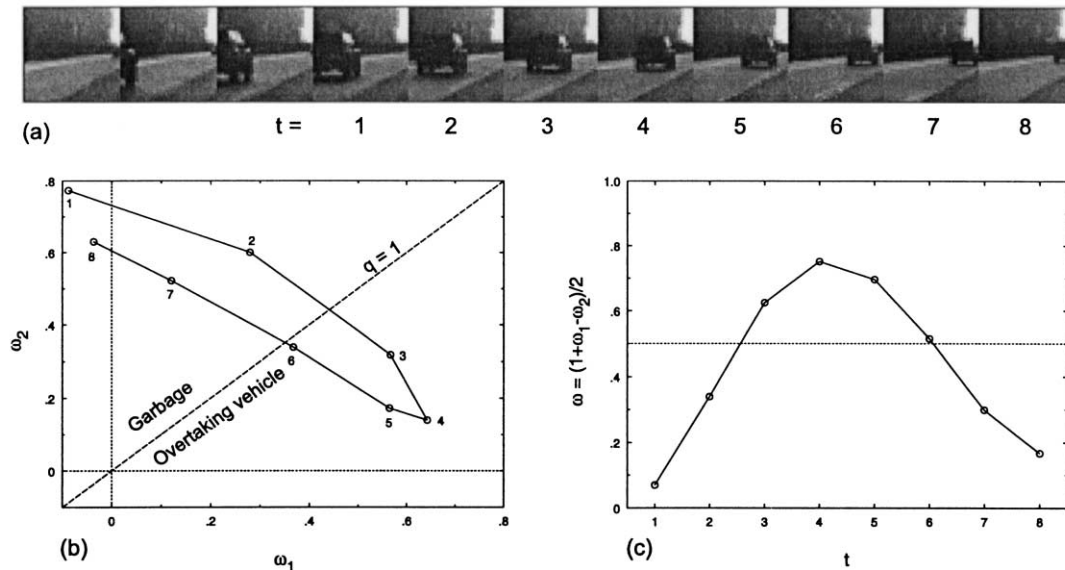 (a) t = 1 2 3 4 5 6 7 8
.8
.6
.4
.2
0
ω2
0 .2 .4 .6 .8
ω1
1
2
3
4
5
6
7
8
q = 1
Garbage
Overtaking vehicle
(b)
1.0
.8
.6
.4
.2
0
ω = (1+ω1-ω2)/2
1 2 3 4 5 6 7 8
t
(c)